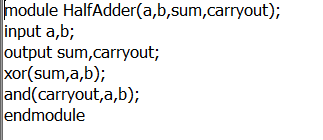 module HalfAdder(a,b,sum,carryout);
input a,b;
output sum,carryout;
xor(sum,a,b);
and(carryout,a,b);
endmodule